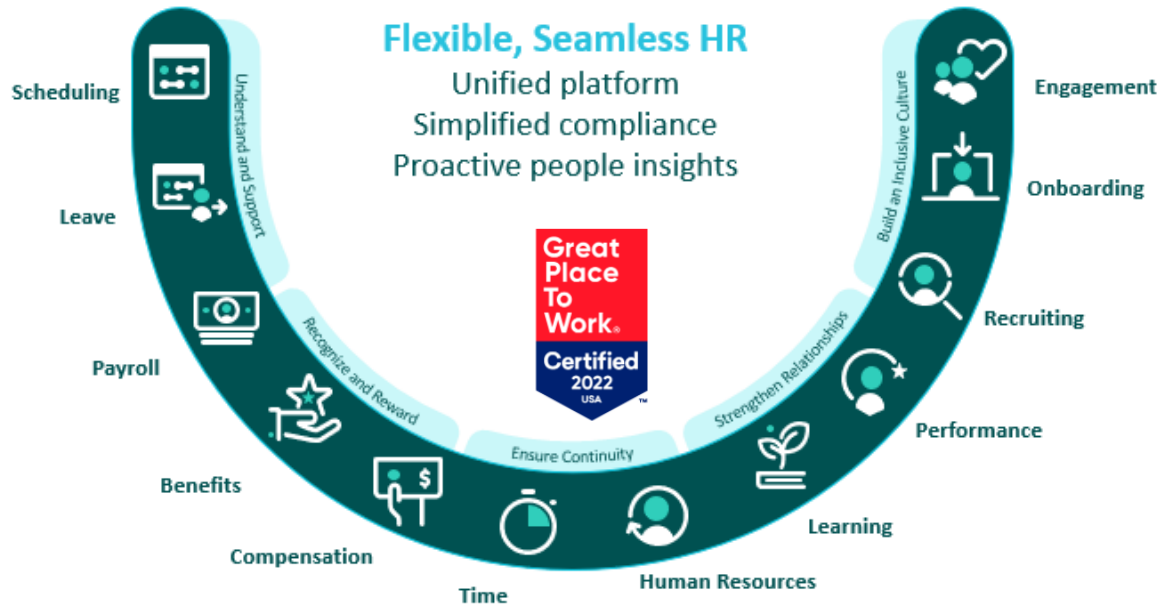 Flexible, Seamless HR
Unified platform
Simplified compliance
Proactive people insights
Scheduling
Leave
Payroll
Benefits
Compensation
Time
Human Resources
Learning
Performance
Recruiting
Onboarding
Engagement
Understand and Support
Recognize and Reward
Ensure Continuity
Strengthen Relationships
Build an Inclusive Culture
Great
Place
To
Work®
Certified
2022
USA
™
$